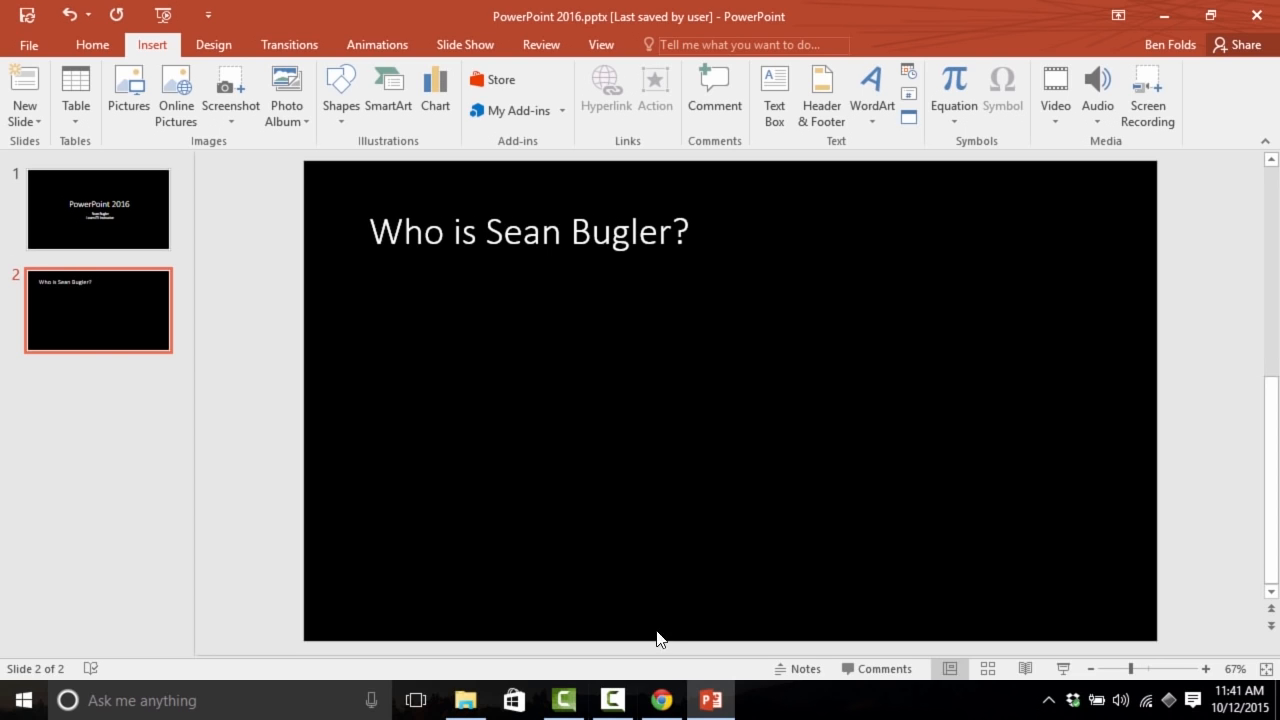 PowerPoint 2016.pptx [Last saved by user] - PowerPoint
File Home Insert Design Transitions Animations Slide Show Review View Tell me what you want to do... Ben Folds Share
New Slide Table Pictures Online Pictures Screenshot Photo Album Shapes SmartArt Chart Store My Add-ins Hyperlink Action Comment Text Box Header & Footer WordArt Equation Symbol Video Audio Screen Recording
Slides Tables Images Illustrations Add-ins Links Comments Text Symbols Media
1
PowerPoint 2016
2
Who is Sean Bugler?
Who is Sean Bugler?
Slide 2 of 2 Notes Comments 67%
Ask me anything
11:41 AM
10/12/2015